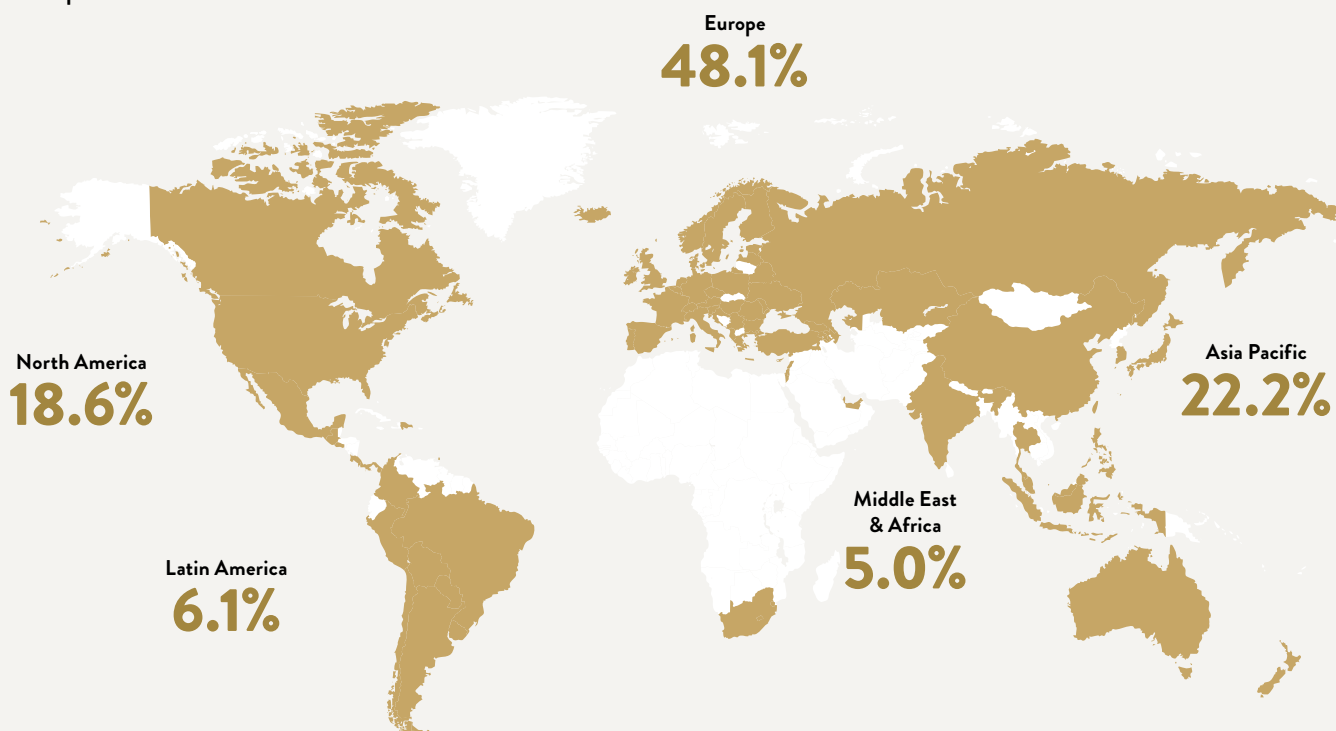 Europe
48.1%
North America
18.6%
Asia Pacific
22.2%
Middle East
& Africa
5.0%
Latin America
6.1%